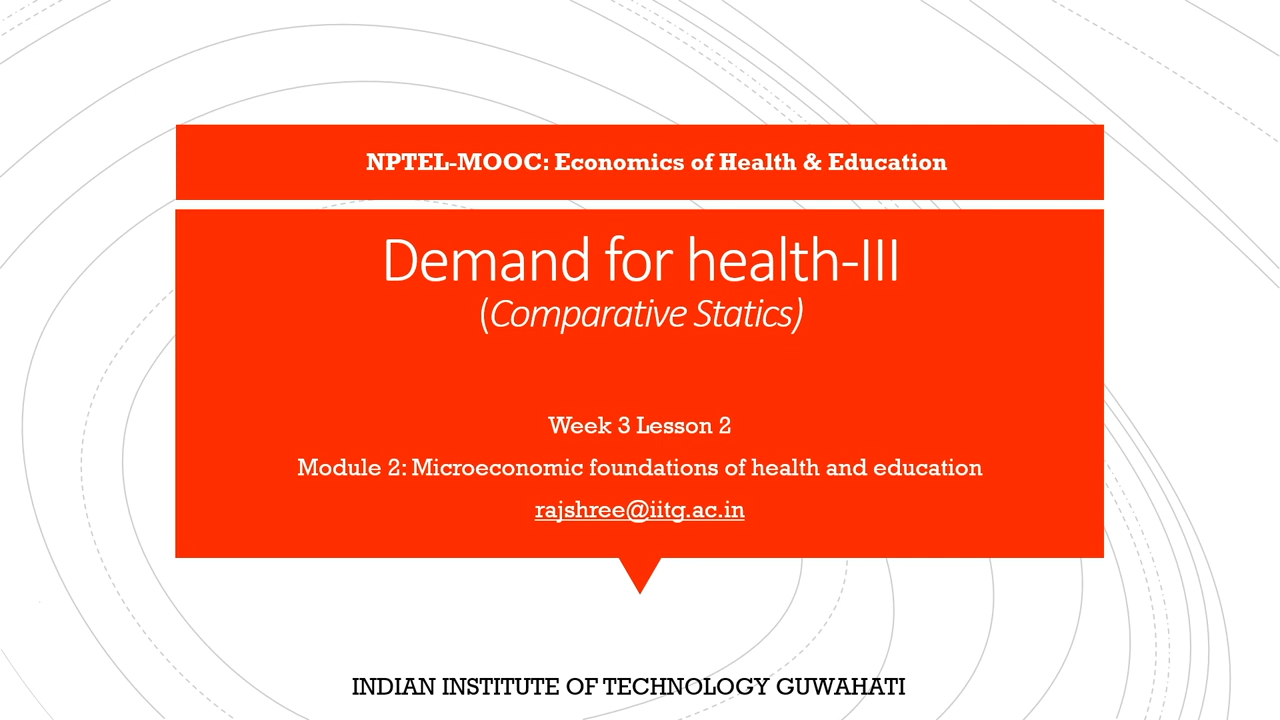 NPTEL-MOOC: Economics of Health & Education
Demand for health-III
(Comparative Statics)
Week 3 Lesson 2
Module 2: Microeconomic foundations of health and education
rajshree@iitg.ac.in
INDIAN INSTITUTE OF TECHNOLOGY GUWAHATI